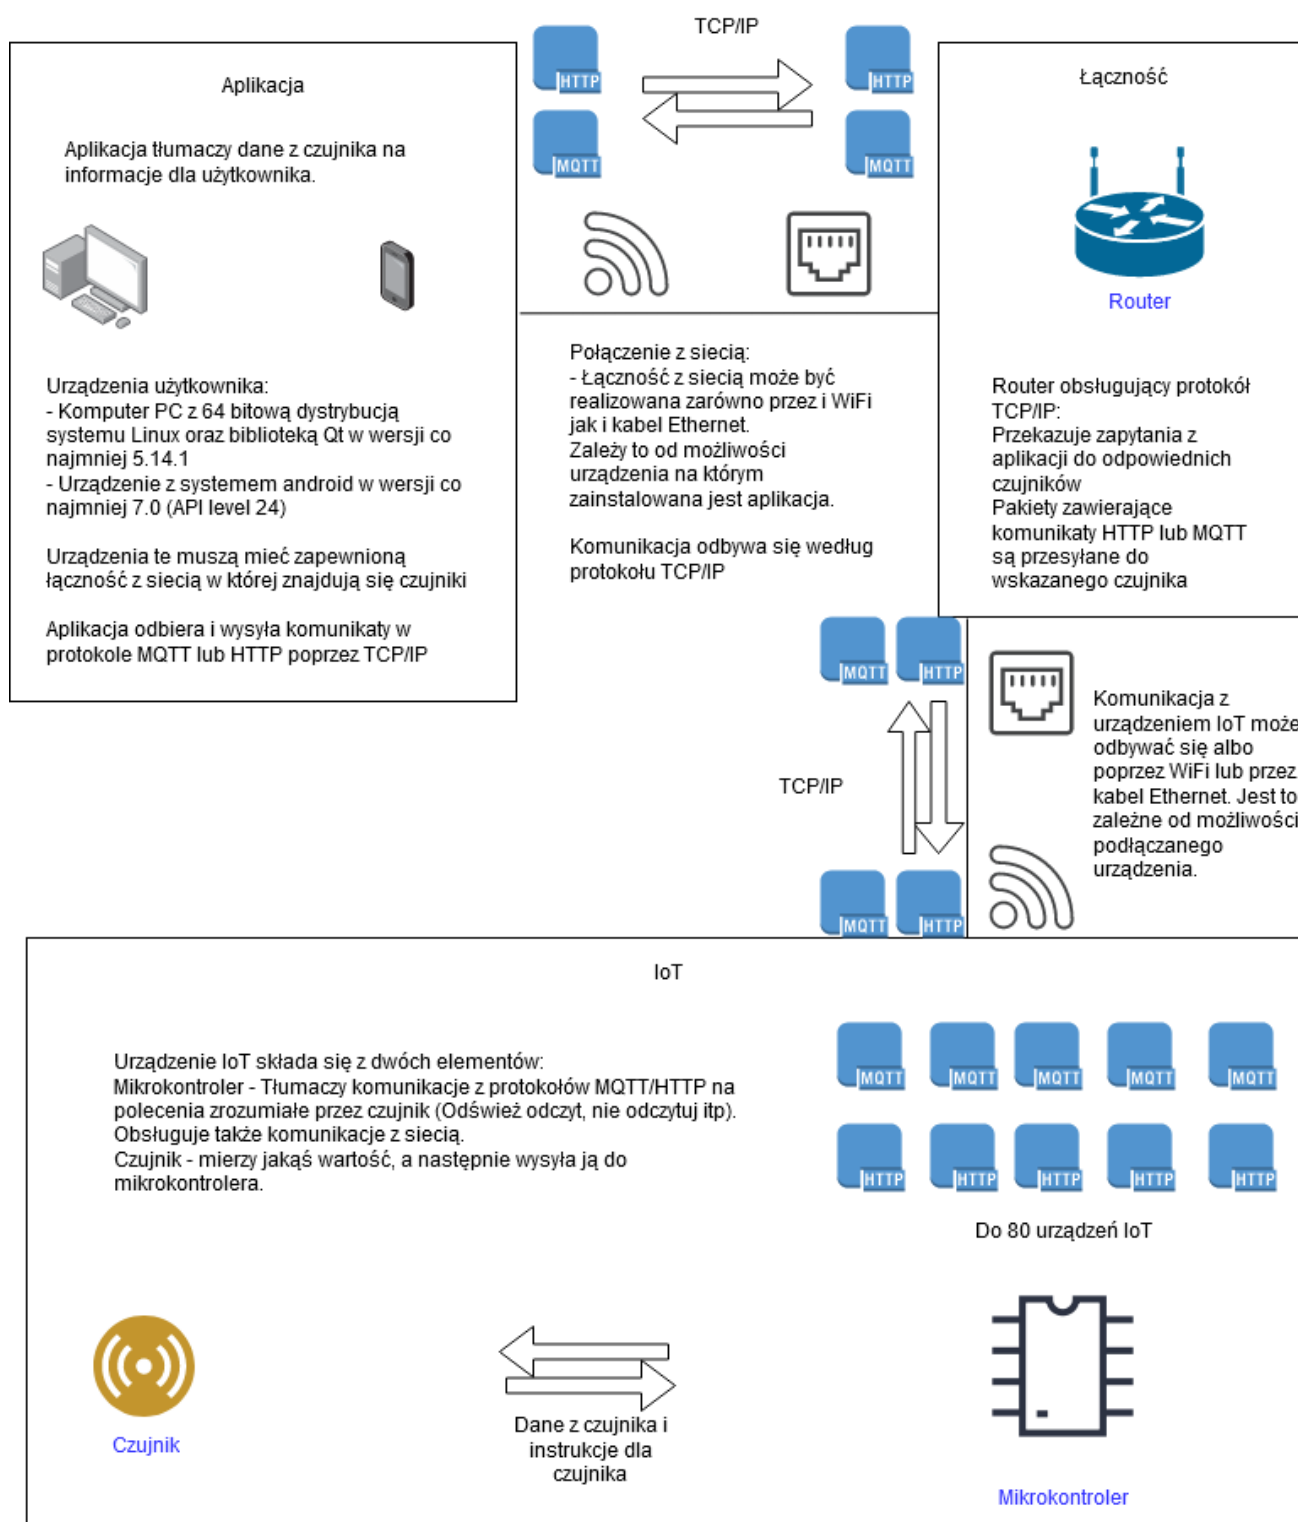 Aplikacja
Aplikacja tłumaczy dane z czujnika na
informacje dla użytkownika.
Urządzenia użytkownika:
- Komputer PC z 64 bitową dystrybucją
systemu Linux oraz biblioteką Qt w wersji co
najmniej 5.14.1
- Urządzenie z systemem android w wersji co
najmniej 7.0 (API level 24)
Urządzenia te muszą mieć zapewnioną
łączność z siecią w której znajdują się czujniki
Aplikacja odbiera i wysyła komunikaty w
protokole MQTT lub HTTP poprzez TCP/IP
TCP/IP
HTTP
HTTP
MQTT
MQTT
Połączenie z siecią:
- Łączność z siecią może być
realizowana zarówno przez i WiFi
jak i kabel Ethernet.
Zależy to od możliwości
urządzenia na którym
zainstalowana jest aplikacja.
Komunikacja odbywa się według
protokołu TCP/IP
Łączność
Router
Router obsługujący protokół
TCP/IP:
Przekazuje zapytania z
aplikacji do odpowiednich
czujników
Pakiety zawierające
komunikaty HTTP lub MQTT
są przesyłane do
wskazanego czujnika
MQTT HTTP
TCP/IP
MQTT HTTP
Komunikacja z
urządzeniem IoT może
odbywać się albo
poprzez WiFi lub przez
kabel Ethernet. Jest to
zależne od możliwości
podłączanego
urządzenia.
IoT
Urządzenie IoT składa się z dwóch elementów:
Mikrokontroler - Tłumaczy komunikacje z protokołów MQTT/HTTP na
polecenia zrozumiałe przez czujnik (Odśwież odczyt, nie odczytuj itp).
Obsługuje także komunikacje z siecią.
Czujnik - mierzy jakąś wartość, a następnie wysyła ją do
mikrokontrolera.
MQTT MQTT MQTT MQTT MQTT
HTTP HTTP HTTP HTTP HTTP
Do 80 urządzeń IoT
Czujnik
Dane z czujnika i
instrukcje dla
czujnika
Mikrokontroler